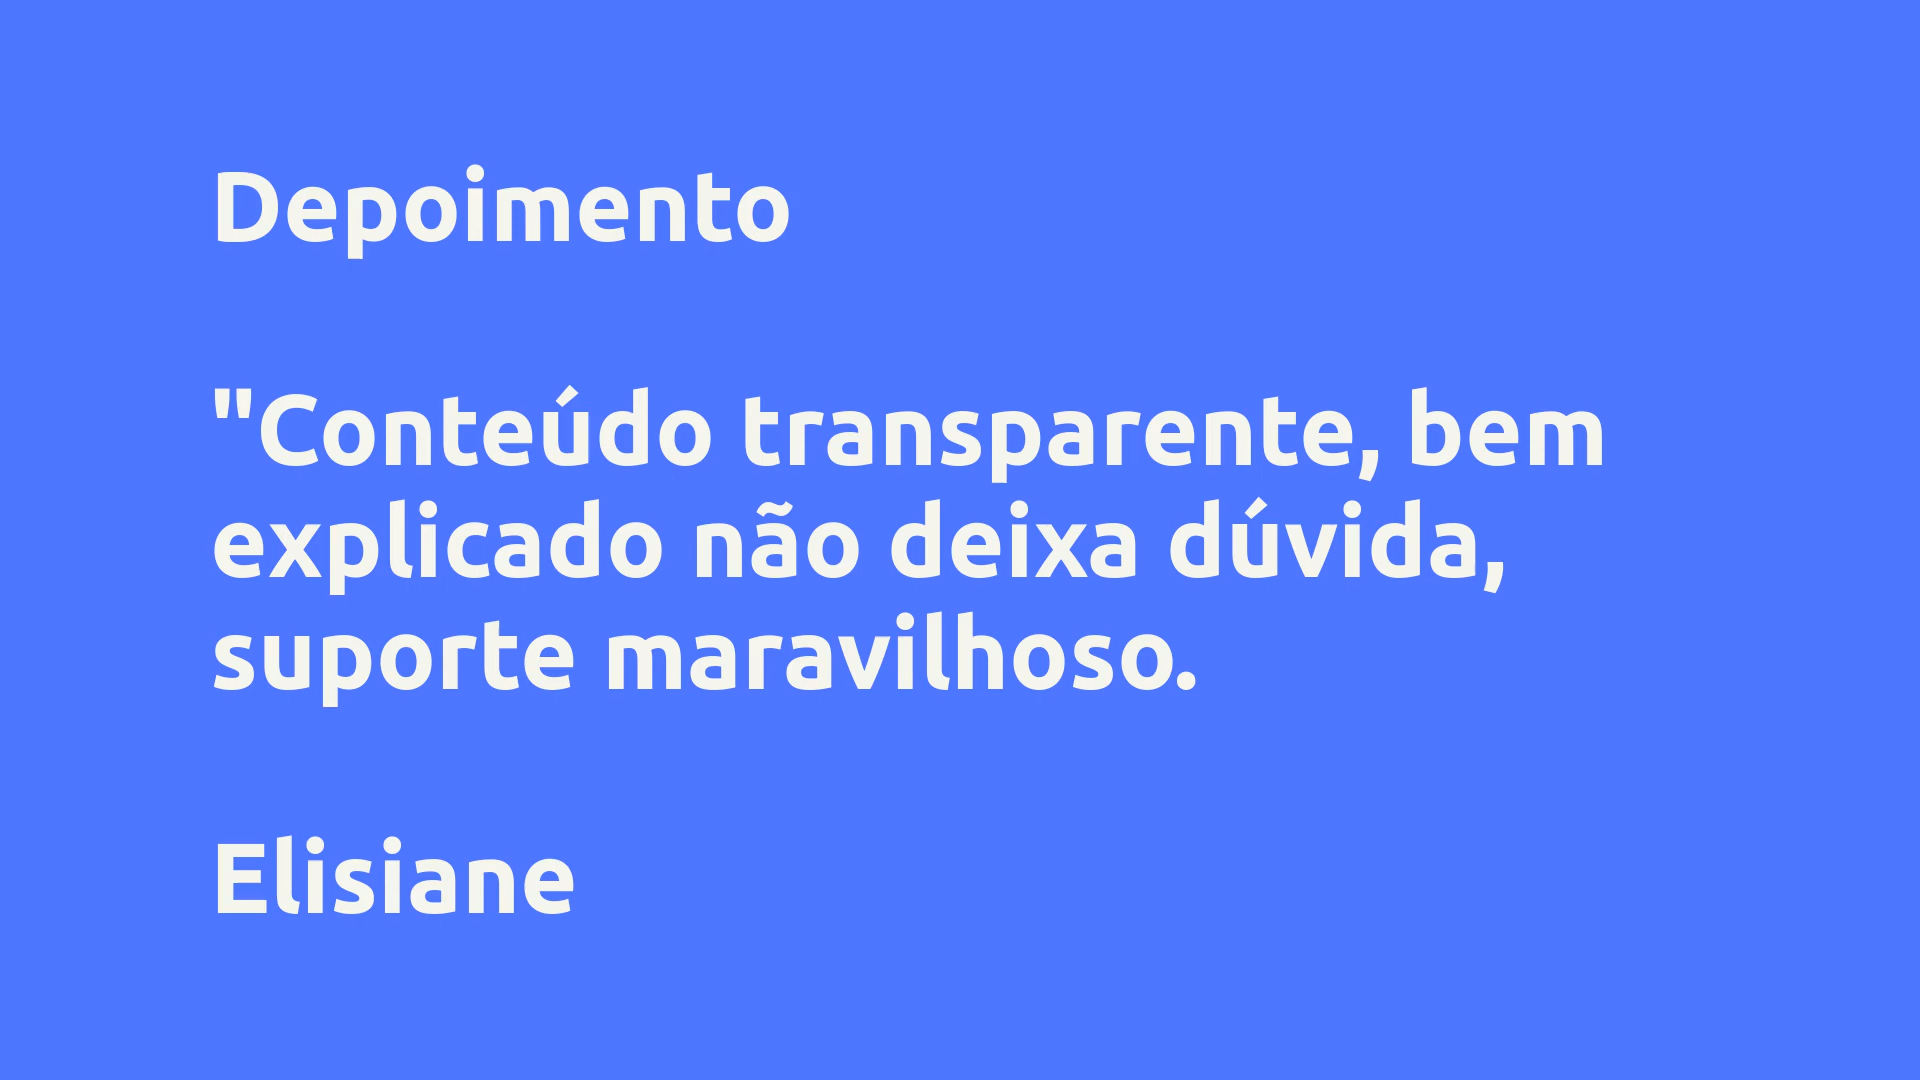 Depoimento
"Conteúdo transparente, bem
explicado não deixa dúvida,
suporte maravilhoso.
Elisiane